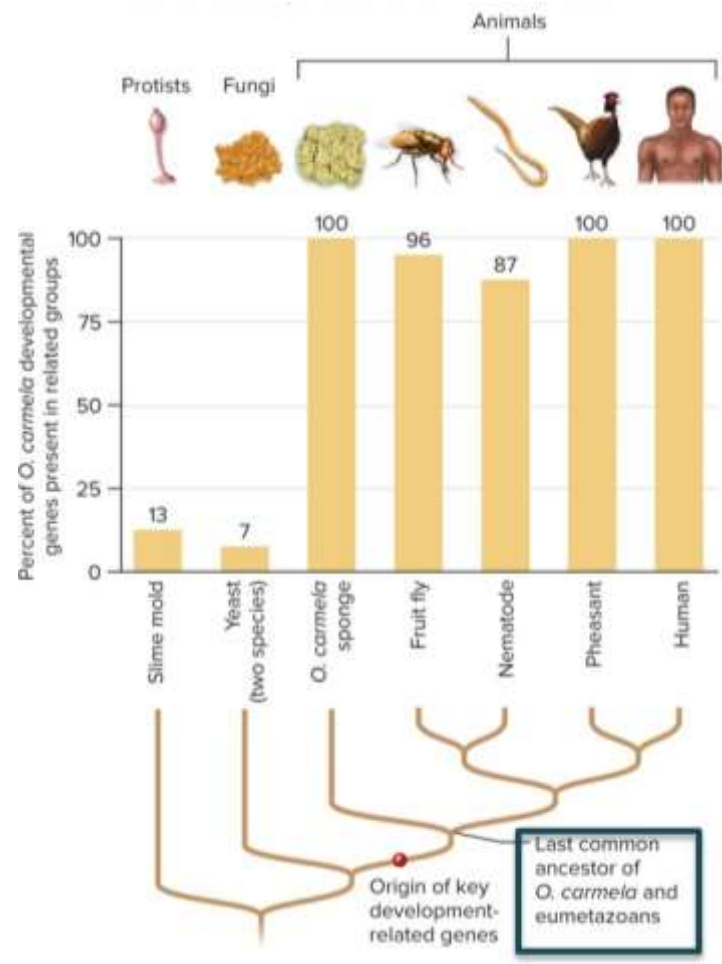 Animals
Protists
Fungi
Percent of O. carmela developmental
genes present in related groups
100
75
50
25
0
13
7
100
96
87
100
100
Slime mold
Yeast
(two species)
O. carmela
sponge
Fruit fly
Nematode
Pheasant
Human
Origin of key
development-
related genes
Last common
ancestor of
O. carmela and
eumetazoans